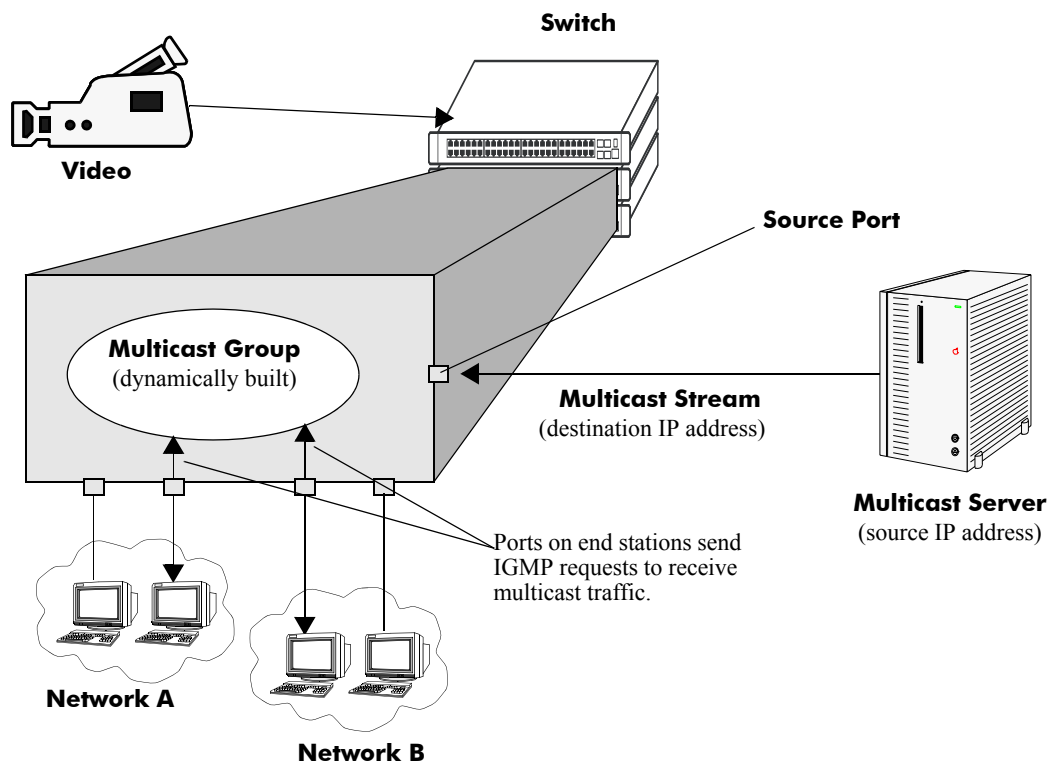 Switch
Video
Source Port
Multicast Group
(dynamically built)
Multicast Stream
(destination IP address)
Multicast Server
(source IP address)
Ports on end stations send
IGMP requests to receive
multicast traffic.
Network A
Network B